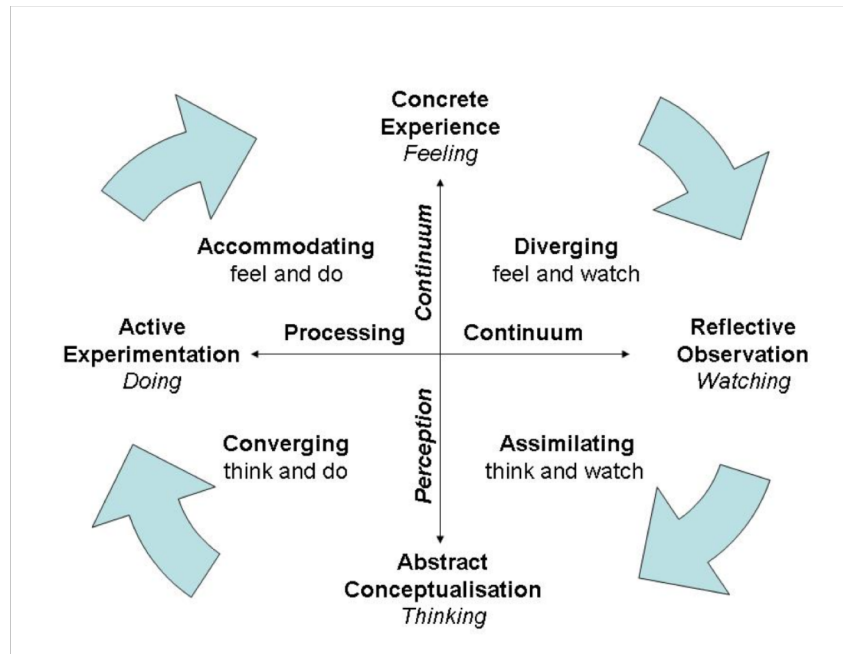 Concrete
Experience
Feeling
Continuum
Accommodating
feel and do
Diverging
feel and watch
Active
Experimentation
Doing
Processing
Continuum
Reflective
Observation
Watching
Perception
Converging
think and do
Assimilating
think and watch
Abstract
Conceptualisation
Thinking